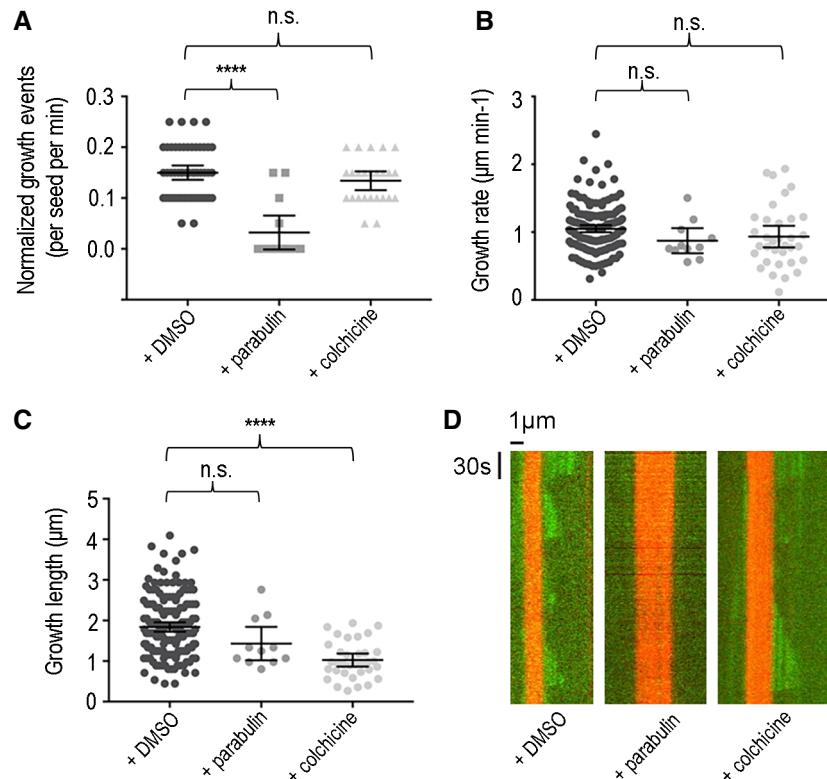 A
n.s.
****
Normalized growth events
(per seed per min)
0.3
0.2
0.1
0.0
+ DMSO
+ parabulin
+ colchicine
B
n.s.
n.s.
Growth rate (µm min-1)
3
2
1
0
+ DMSO
+ parabulin
+ colchicine
C
****
n.s.
Growth length (µm)
5
4
3
2
1
0
+ DMSO
+ parabulin
+ colchicine
D
1µm
30s
+ DMSO
+ parabulin
+ colchicine